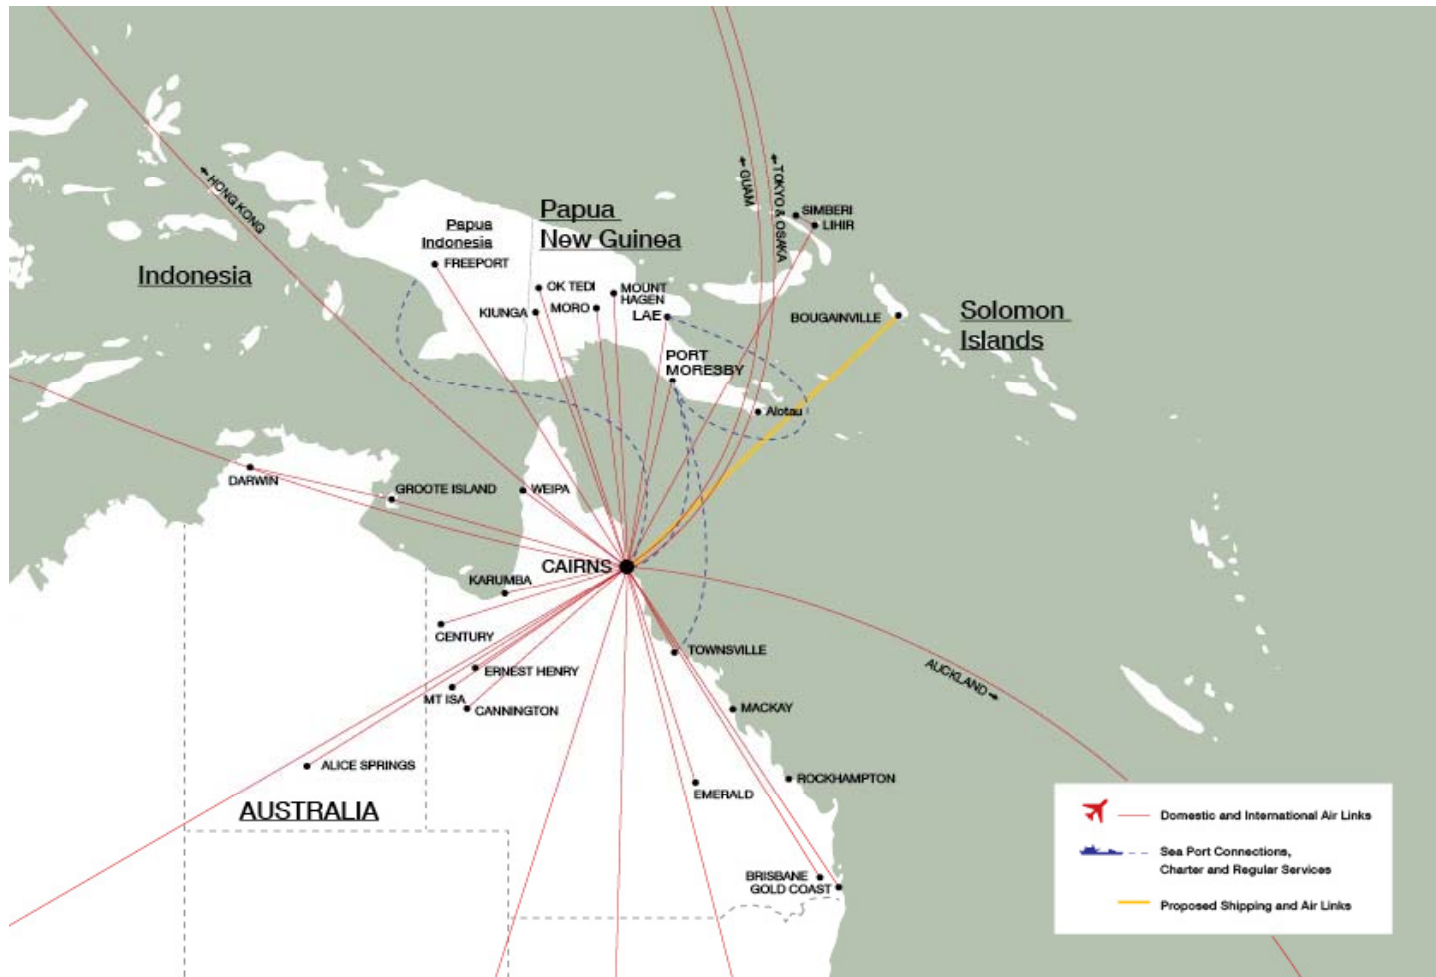 HONG KONG
GUAM
TOKYO & OSAKA
SIMBERI
LIHIR
Papua
New Guinea
Papua
Indonesia
FREEPORT
Indonesia
OK TEDI
MOUNT
HAGEN
KIUNGA
MORO
LAE
BOUGAINVILLE
Solomon
Islands
PORT
MORESBY
Alotau
DARWIN
GROOTE ISLAND
WEIPA
CAIRNS
KARUMBA
CENTURY
ERNEST HENRY
MT ISA
CANNINGTON
TOWNSVILLE
AUCKLAND
MACKAY
ALICE SPRINGS
ROCKHAMPTON
EMERALD
AUSTRALIA
BRISBANE
GOLD COAST
Domestic and International Air Links
Sea Port Connections,
Charter and Regular Services
Proposed Shipping and Air Links